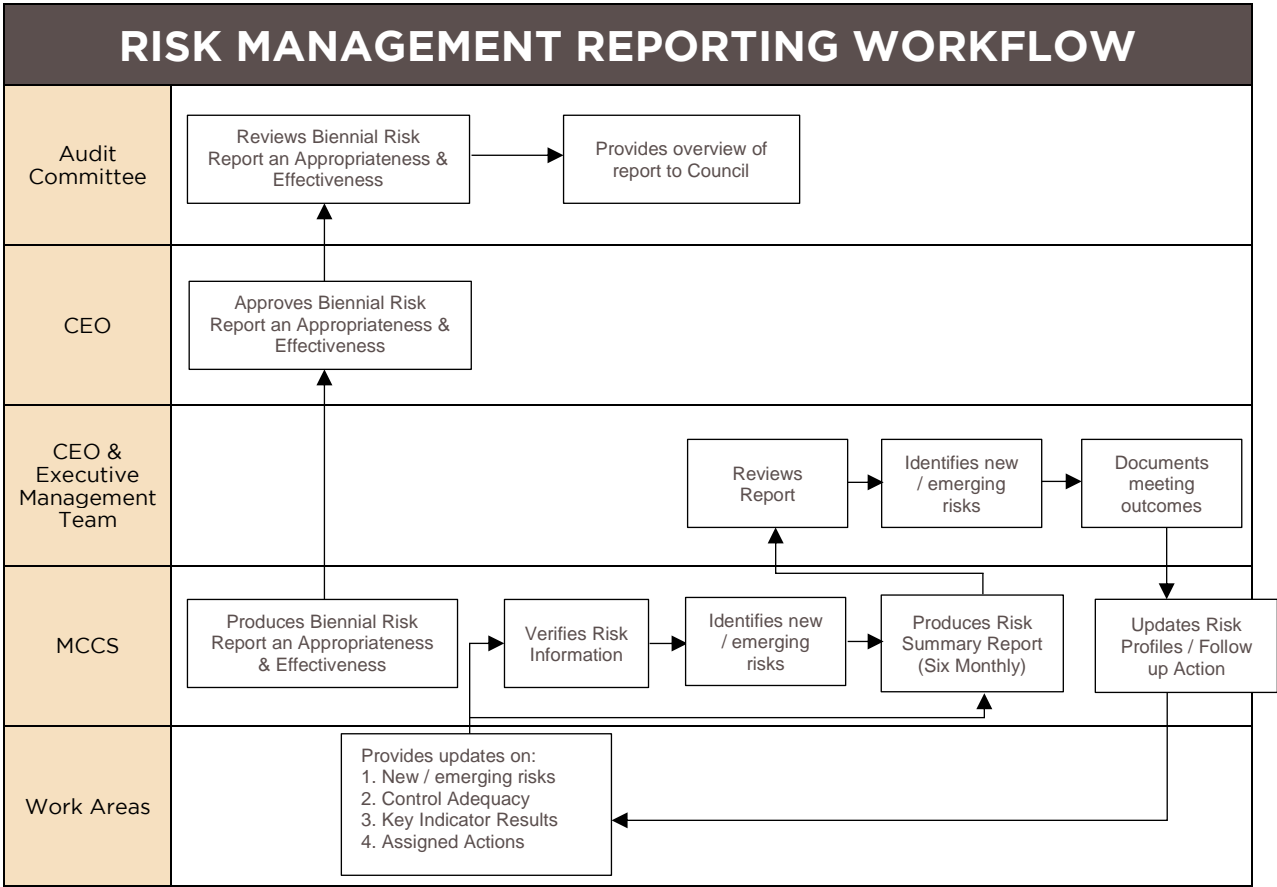 RISK MANAGEMENT REPORTING WORKFLOW
Audit
Committee
Reviews Biennial Risk
Report an Appropriateness &
Effectiveness
Provides overview of
report to Council
CEO
Approves Biennial Risk
Report an Appropriateness &
Effectiveness
CEO &
Executive
Management
Team
Reviews
Report
Identifies new
/ emerging
risks
Documents
meeting
outcomes
MCCS
Produces Biennial Risk
Report an Appropriateness
& Effectiveness
Verifies Risk
Information
Identifies new
/ emerging
risks
Produces Risk
Summary Report
(Six Monthly)
Updates Risk
Profiles / Follow
up Action
Work Areas
Provides updates on:
1. New / emerging risks
2. Control Adequacy
3. Key Indicator Results
4. Assigned Actions